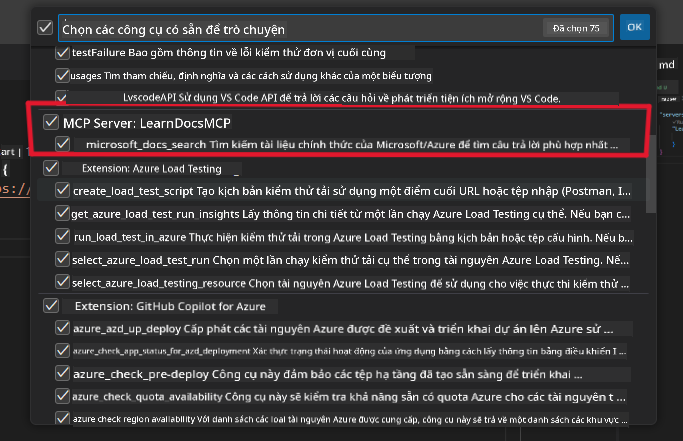 Chọn các công cụ có sẵn để trò chuyện
Đã chọn 75
OK
testFailure Bao gồm thông tin về lỗi kiểm thử đơn vị cuối cùng
usages Tìm tham chiếu, định nghĩa và các cách sử dụng khác của một biểu tượng
LvscodeAPI Sử dụng VS Code API để trả lời các câu hỏi về phát triển tiện ích mở rộng VS Code.
MCP Server: LearnDocsMCP
microsoft_docs_search Tìm kiếm tài liệu chính thức của Microsoft/Azure để tìm câu trả lời phù hợp nhất ...
Extension: Azure Load Testing
create_load_test_script Tạo kịch bản kiểm thử tải sử dụng một điểm cuối URL hoặc tệp nhập (Postman, I...
get_azure_load_test_run_insights Lấy thông tin chi tiết từ một lần chạy Azure Load Testing cụ thể. Nếu bạn c...
run_load_test_in_azure Thực hiện kiểm thử tải trong Azure Load Testing bằng kịch bản hoặc tệp cấu hình. Nếu b...
select_azure_load_test_run Chọn một lần chạy kiểm thử tải cụ thể trong tài nguyên Azure Load Testing. Nế...
select_azure_load_testing_resource Chọn tài nguyên Azure Load Testing để sử dụng cho việc thực thi kiểm thử ...
Extension: GitHub Copilot for Azure
azure_azd_up_deploy Cấp phát các tài nguyên Azure được đề xuất và triển khai dự án lên Azure sử ...
azure_check_app_status_for_azd_deployment Xác thực trạng thái hoạt động của ứng dụng bằng cách lấy thông tin bảng điều khiển I ...
azure_check_pre-deploy Công cụ này đảm bảo các tệp hạ tầng đã tạo sẵn sàng để triển khai ...
azure_check_quota_availability Công cụ này sẽ kiểm tra khả năng sẵn có quota Azure cho các tài nguyên t ...
azure check region availability Với danh sách các loại tài nguyên Azure được cung cấp, công cụ này sẽ trả về một danh sách các khu vực ...
art |
{
s://
md